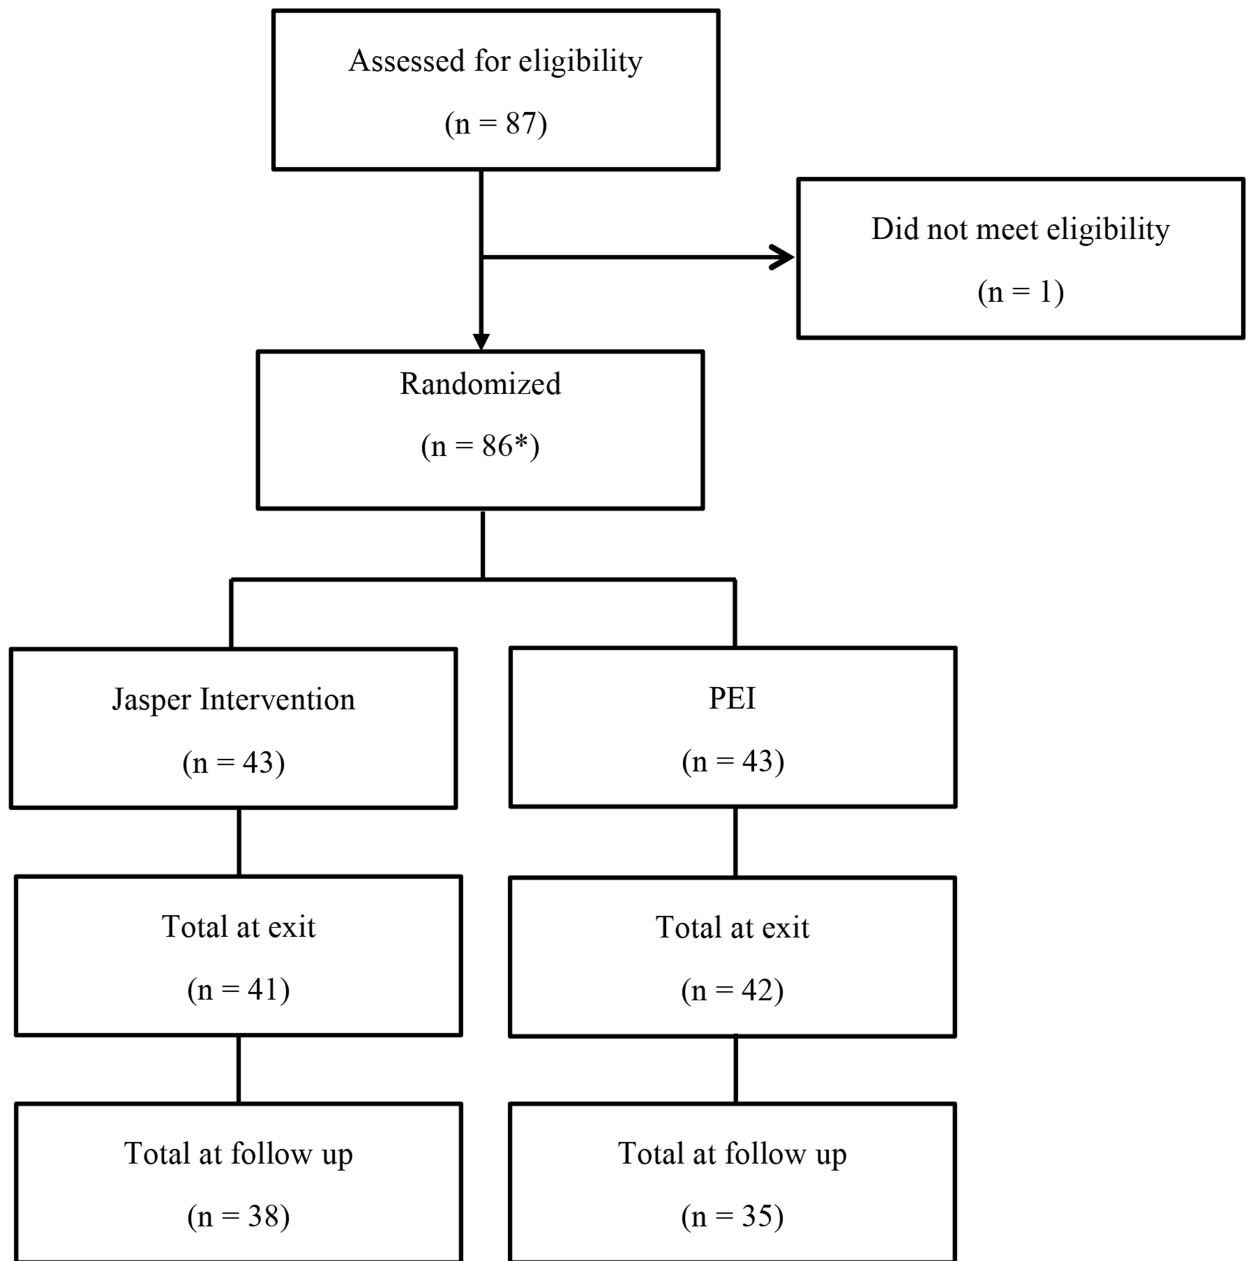 Assessed for eligibility
(n = 87)
Did not meet eligibility
(n = 1)
Randomized
(n = 86*)
Jasper Intervention
(n = 43)
PEI
(n = 43)
Total at exit
(n = 41)
Total at exit
(n = 42)
Total at follow up
(n = 38)
Total at follow up
(n = 35)